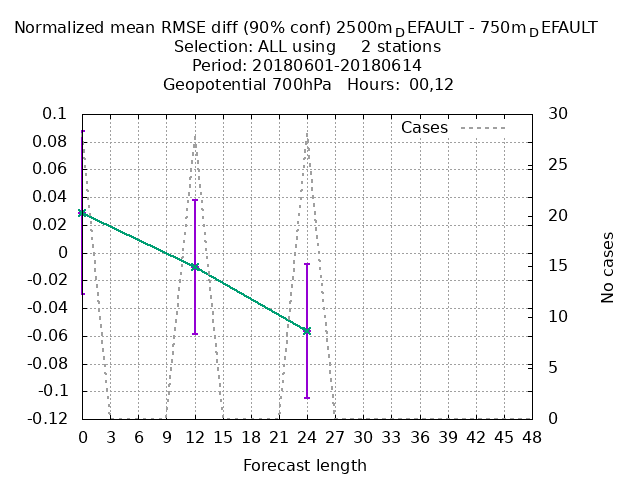 Normalized mean RMSE diff (90% conf) 2500m_DEFAULT - 750m_DEFAULT
Selection: ALL using 2 stations
Period: 20180601-20180614
Geopotential 700hPa Hours: 00,12
Cases
0.1
0.08
0.06
0.04
0.02
0
-0.02
-0.04
-0.06
-0.08
-0.1
-0.12
30
25
20
15
10
5
0
No cases
0 3 6 9 12 15 18 21 24 27 30 33 36 39 42 45 48
Forecast length